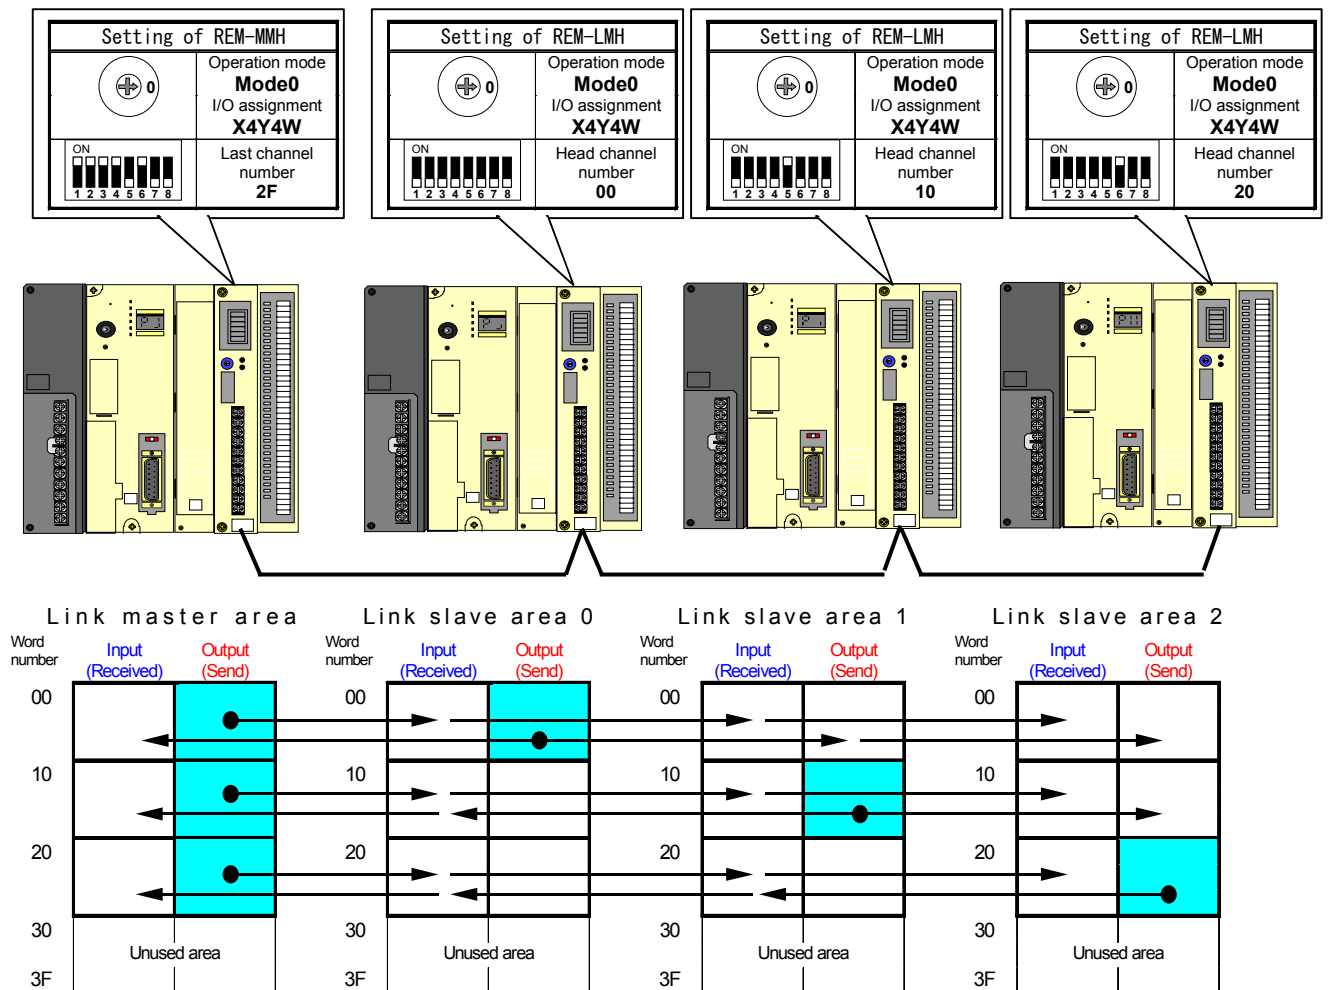 Setting of REM-MMH
0
Operation mode
Mode0
I/O assignment
X4Y4W
ON
1 2 3 4 5 6 7 8
Last channel
number
2F
Setting of REM-LMH
0
Operation mode
Mode0
I/O assignment
X4Y4W
ON
1 2 3 4 5 6 7 8
Head channel
number
00
Setting of REM-LMH
0
Operation mode
Mode0
I/O assignment
X4Y4W
ON
1 2 3 4 5 6 7 8
Head channel
number
10
Setting of REM-LMH
0
Operation mode
Mode0
I/O assignment
X4Y4W
ON
1 2 3 4 5 6 7 8
Head channel
number
20
Link master area
Word
number
Input
(Received)
Output
(Send)
00
10
20
30
3F
Unused area
Link slave area 0
Word
number
Input
(Received)
Output
(Send)
00
10
20
30
3F
Unused area
Link slave area 1
Word
number
Input
(Received)
Output
(Send)
00
10
20
30
3F
Unused area
Link slave area 2
Word
number
Input
(Received)
Output
(Send)
00
10
20
30
3F
Unused area